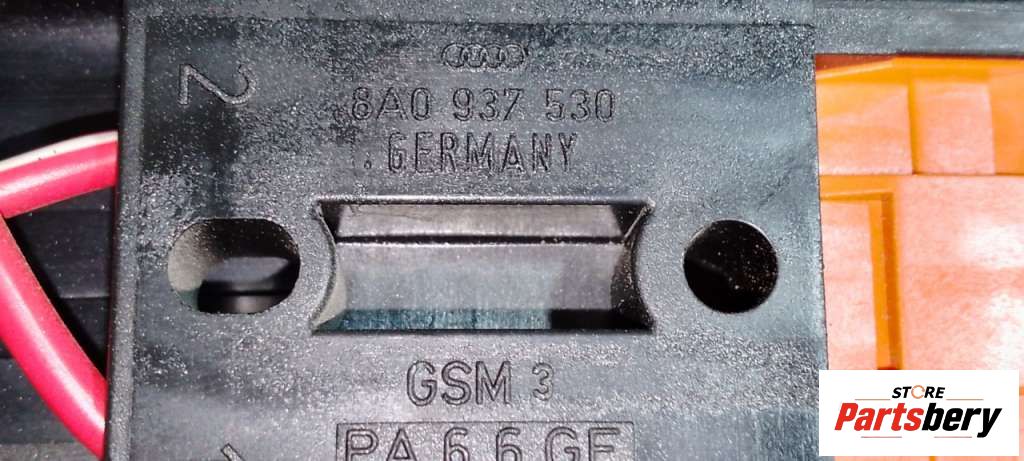 2
8A0 937 530
. GERMANY
GSM 3
PA 6.6 GF
STORE
Partsbery